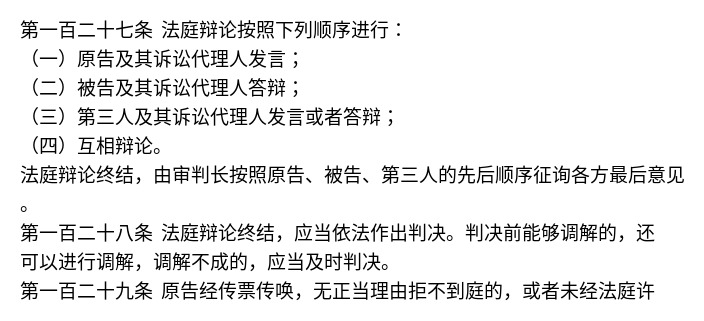 第一百二十七条 法庭辩论按照下列顺序进行：
（一）原告及其诉讼代理人发言；
（二）被告及其诉讼代理人答辩；
（三）第三人及其诉讼代理人发言或者答辩；
（四）互相辩论。
法庭辩论终结，由审判长按照原告、被告、第三人的先后顺序征询各方最后意见
。
第一百二十八条 法庭辩论终结，应当依法作出判决。判决前能够调解的，还
可以进行调解，调解不成的，应当及时判决。
第一百二十九条 原告经传票传唤，无正当理由拒不到庭的，或者未经法庭许